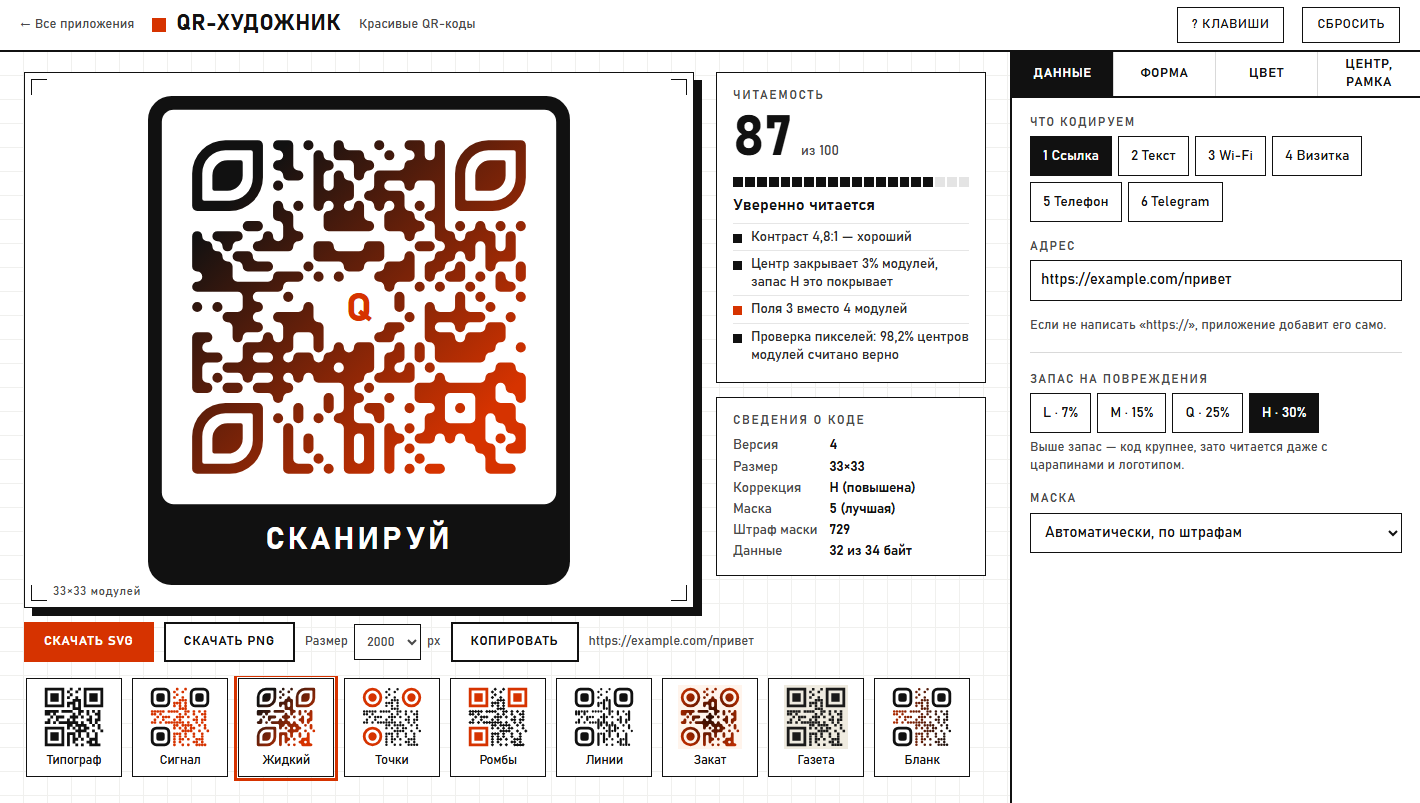 ← Все приложения
QR-ХУДОЖНИК
Красивые QR-коды
? КЛАВИШИ
СБРОСИТЬ
Q
СКАНИРУЙ
33×33 модулей
ЧИТАЕМОСТЬ
87 из 100
Уверенно читается
Контраст 4,8:1 — хороший
Центр закрывает 3% модулей,
запас H это покрывает
Поля 3 вместо 4 модулей
Проверка пикселей: 98,2% центров
модулей считано верно
СВЕДЕНИЯ О КОДЕ
Версия 4
Размер 33×33
Коррекция H (повышена)
Маска 5 (лучшая)
Штраф маски 729
Данные 32 из 34 байт
СКАЧАТЬ SVG
СКАЧАТЬ PNG
Размер 2000 px
КОПИРОВАТЬ
https://example.com/привет
Типограф
Сигнал
Жидкий
Точки
Ромбы
Линии
Закат
Газета
Бланк
ДАННЫЕ
ФОРМА
ЦВЕТ
ЦЕНТР,
РАМКА
ЧТО КОДИРУЕМ
1 Ссылка
2 Текст
3 Wi-Fi
4 Визитка
5 Телефон
6 Telegram
АДРЕС
https://example.com/привет
Если не написать «https://», приложение добавит его само.
ЗАПАС НА ПОВРЕЖДЕНИЯ
L · 7%
M · 15%
Q · 25%
H · 30%
Выше запас — код крупнее, зато читается даже с
царапинами и логотипом.
МАСКА
Автоматически, по штрафам